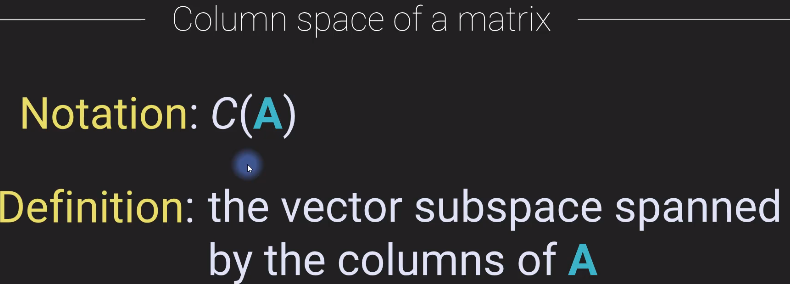 Column space of a matrix
Notation: C(A)
Definition: the vector subspace spanned
by the columns of A